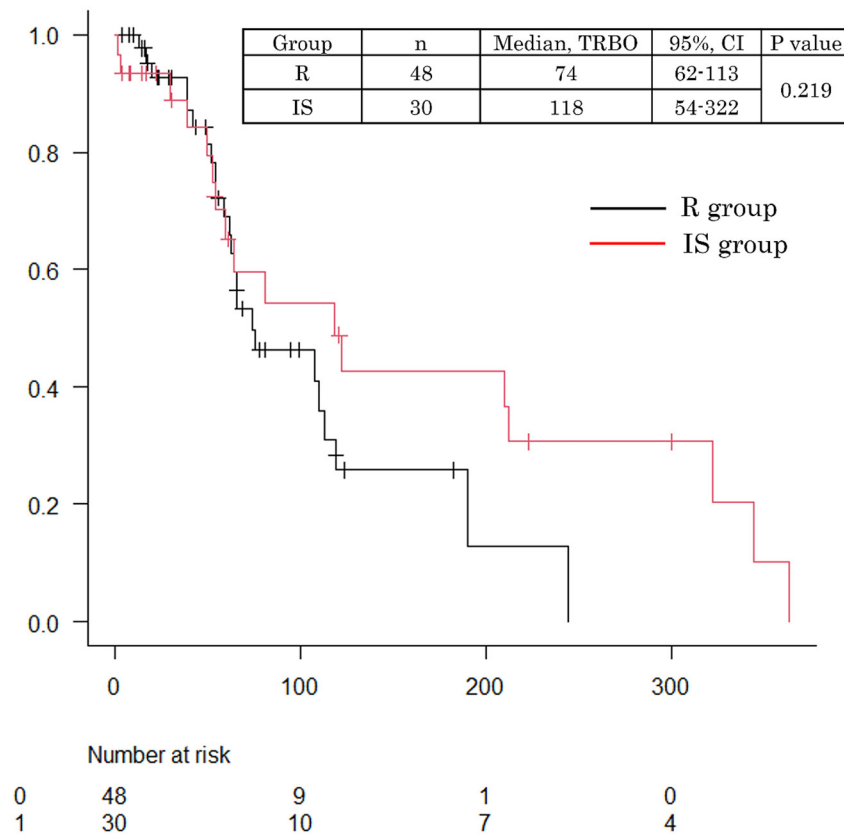 1.0
Group n Median, TRBO 95%, CI P value
R 48 74 62-113 0.219
IS 30 118 54-322
0.8
R group
IS group
0.6
0.4
0.2
0.0
0 100 200 300
Number at risk
0 48 9 1 0
1 30 10 7 4